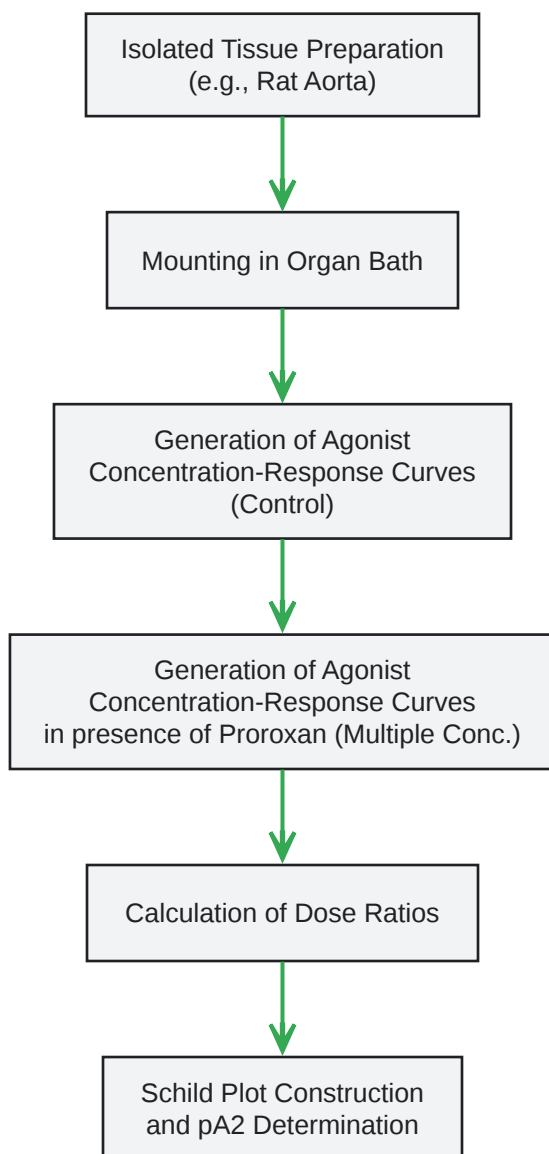 Isolated Tissue Preparation
(e.g., Rat Aorta)
Mounting in Organ Bath
Generation of Agonist
Concentration-Response Curves
(Control)
Generation of Agonist
Concentration-Response Curves
in presence of Proroxan (Multiple Conc.)
Calculation of Dose Ratios
Schild Plot Construction
and pA2 Determination